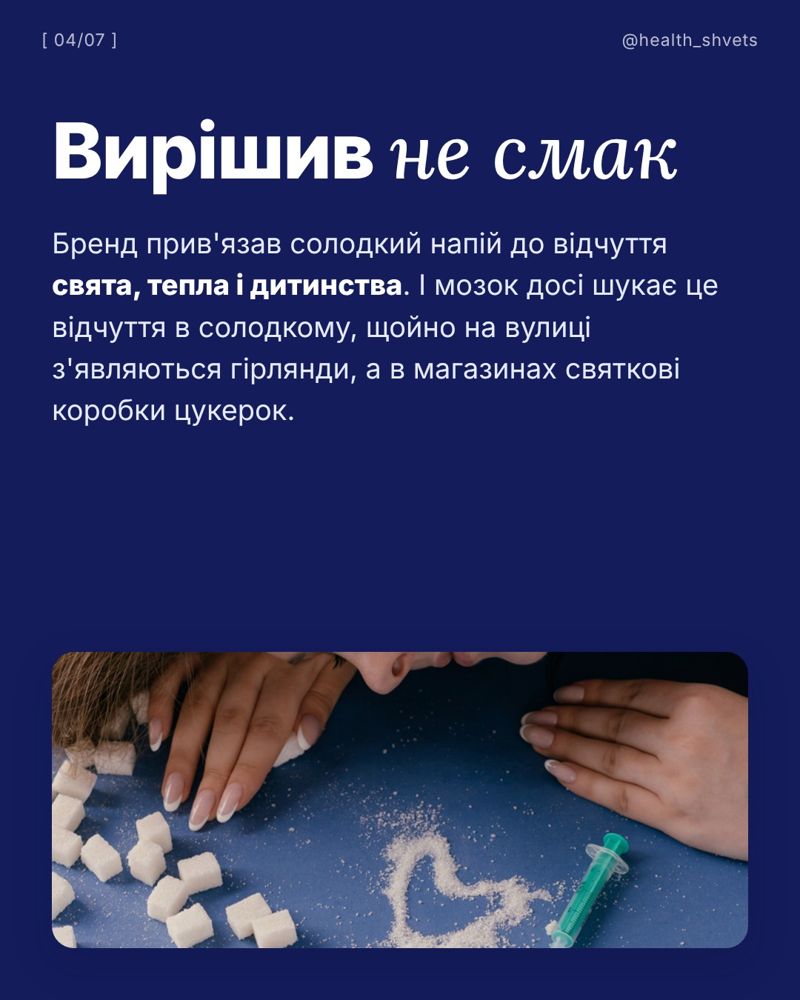 [ 04/07 ]
@health_shvets
Вирішив не смак
Бренд прив'язав солодкий напій до відчуття
свята, тепла і дитинства. І мозок досі шукає це
відчуття в солодкому, щойно на вулиці
з'являються гірлянди, а в магазинах святкові
коробки цукерок.